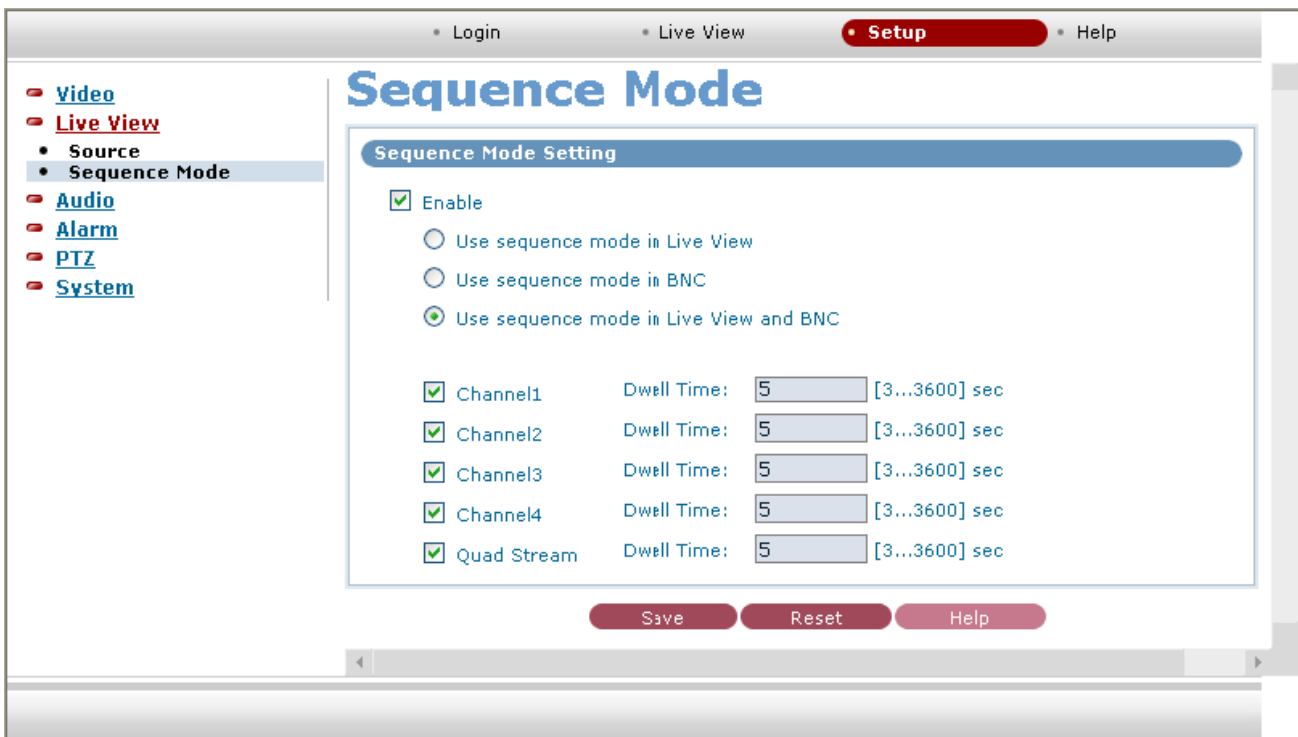 Login Live View Setup Help
Video
Live View
Source
Sequence Mode
Audio
Alarm
PTZ
System
Sequence Mode
Sequence Mode Setting
Enable
Use sequence mode in Live View
Use sequence mode in BNC
Use sequence mode in Live View and BNC
Channel1 Dwell Time: 5 [3...3600] sec
Channel2 Dwell Time: 5 [3...3600] sec
Channel3 Dwell Time: 5 [3...3600] sec
Channel4 Dwell Time: 5 [3...3600] sec
Quad Stream Dwell Time: 5 [3...3600] sec
Save Reset Help